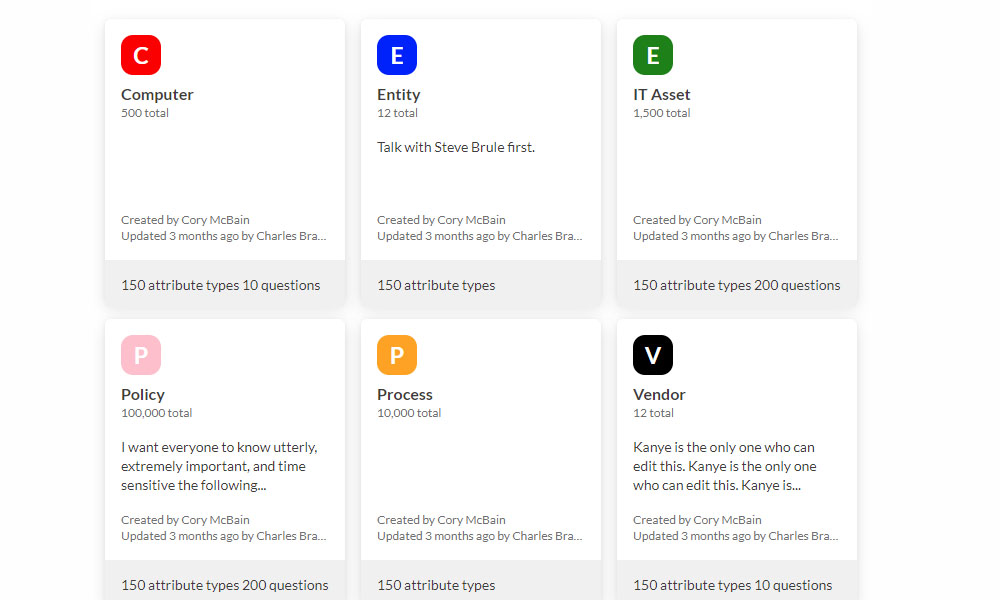 C
Computer
500 total
Created by Cory McBain
Updated 3 months ago by Charles Bra...
150 attribute types 10 questions
E
Entity
12 total
Talk with Steve Brule first.
Created by Cory McBain
Updated 3 months ago by Charles Bra...
150 attribute types
E
IT Asset
1,500 total
Created by Cory McBain
Updated 3 months ago by Charles Bra...
150 attribute types 200 questions
P
Policy
100,000 total
I want everyone to know utterly,
extremely important, and time
sensitive the following...
Created by Cory McBain
Updated 3 months ago by Charles Bra...
150 attribute types 200 questions
P
Process
10,000 total
Created by Cory McBain
Updated 3 months ago by Charles Bra...
150 attribute types
V
Vendor
12 total
Kanye is the only one who can
edit this. Kanye is the only one
who can edit this. Kanye is...
Created by Cory McBain
Updated 3 months ago by Charles Bra...
150 attribute types 10 questions